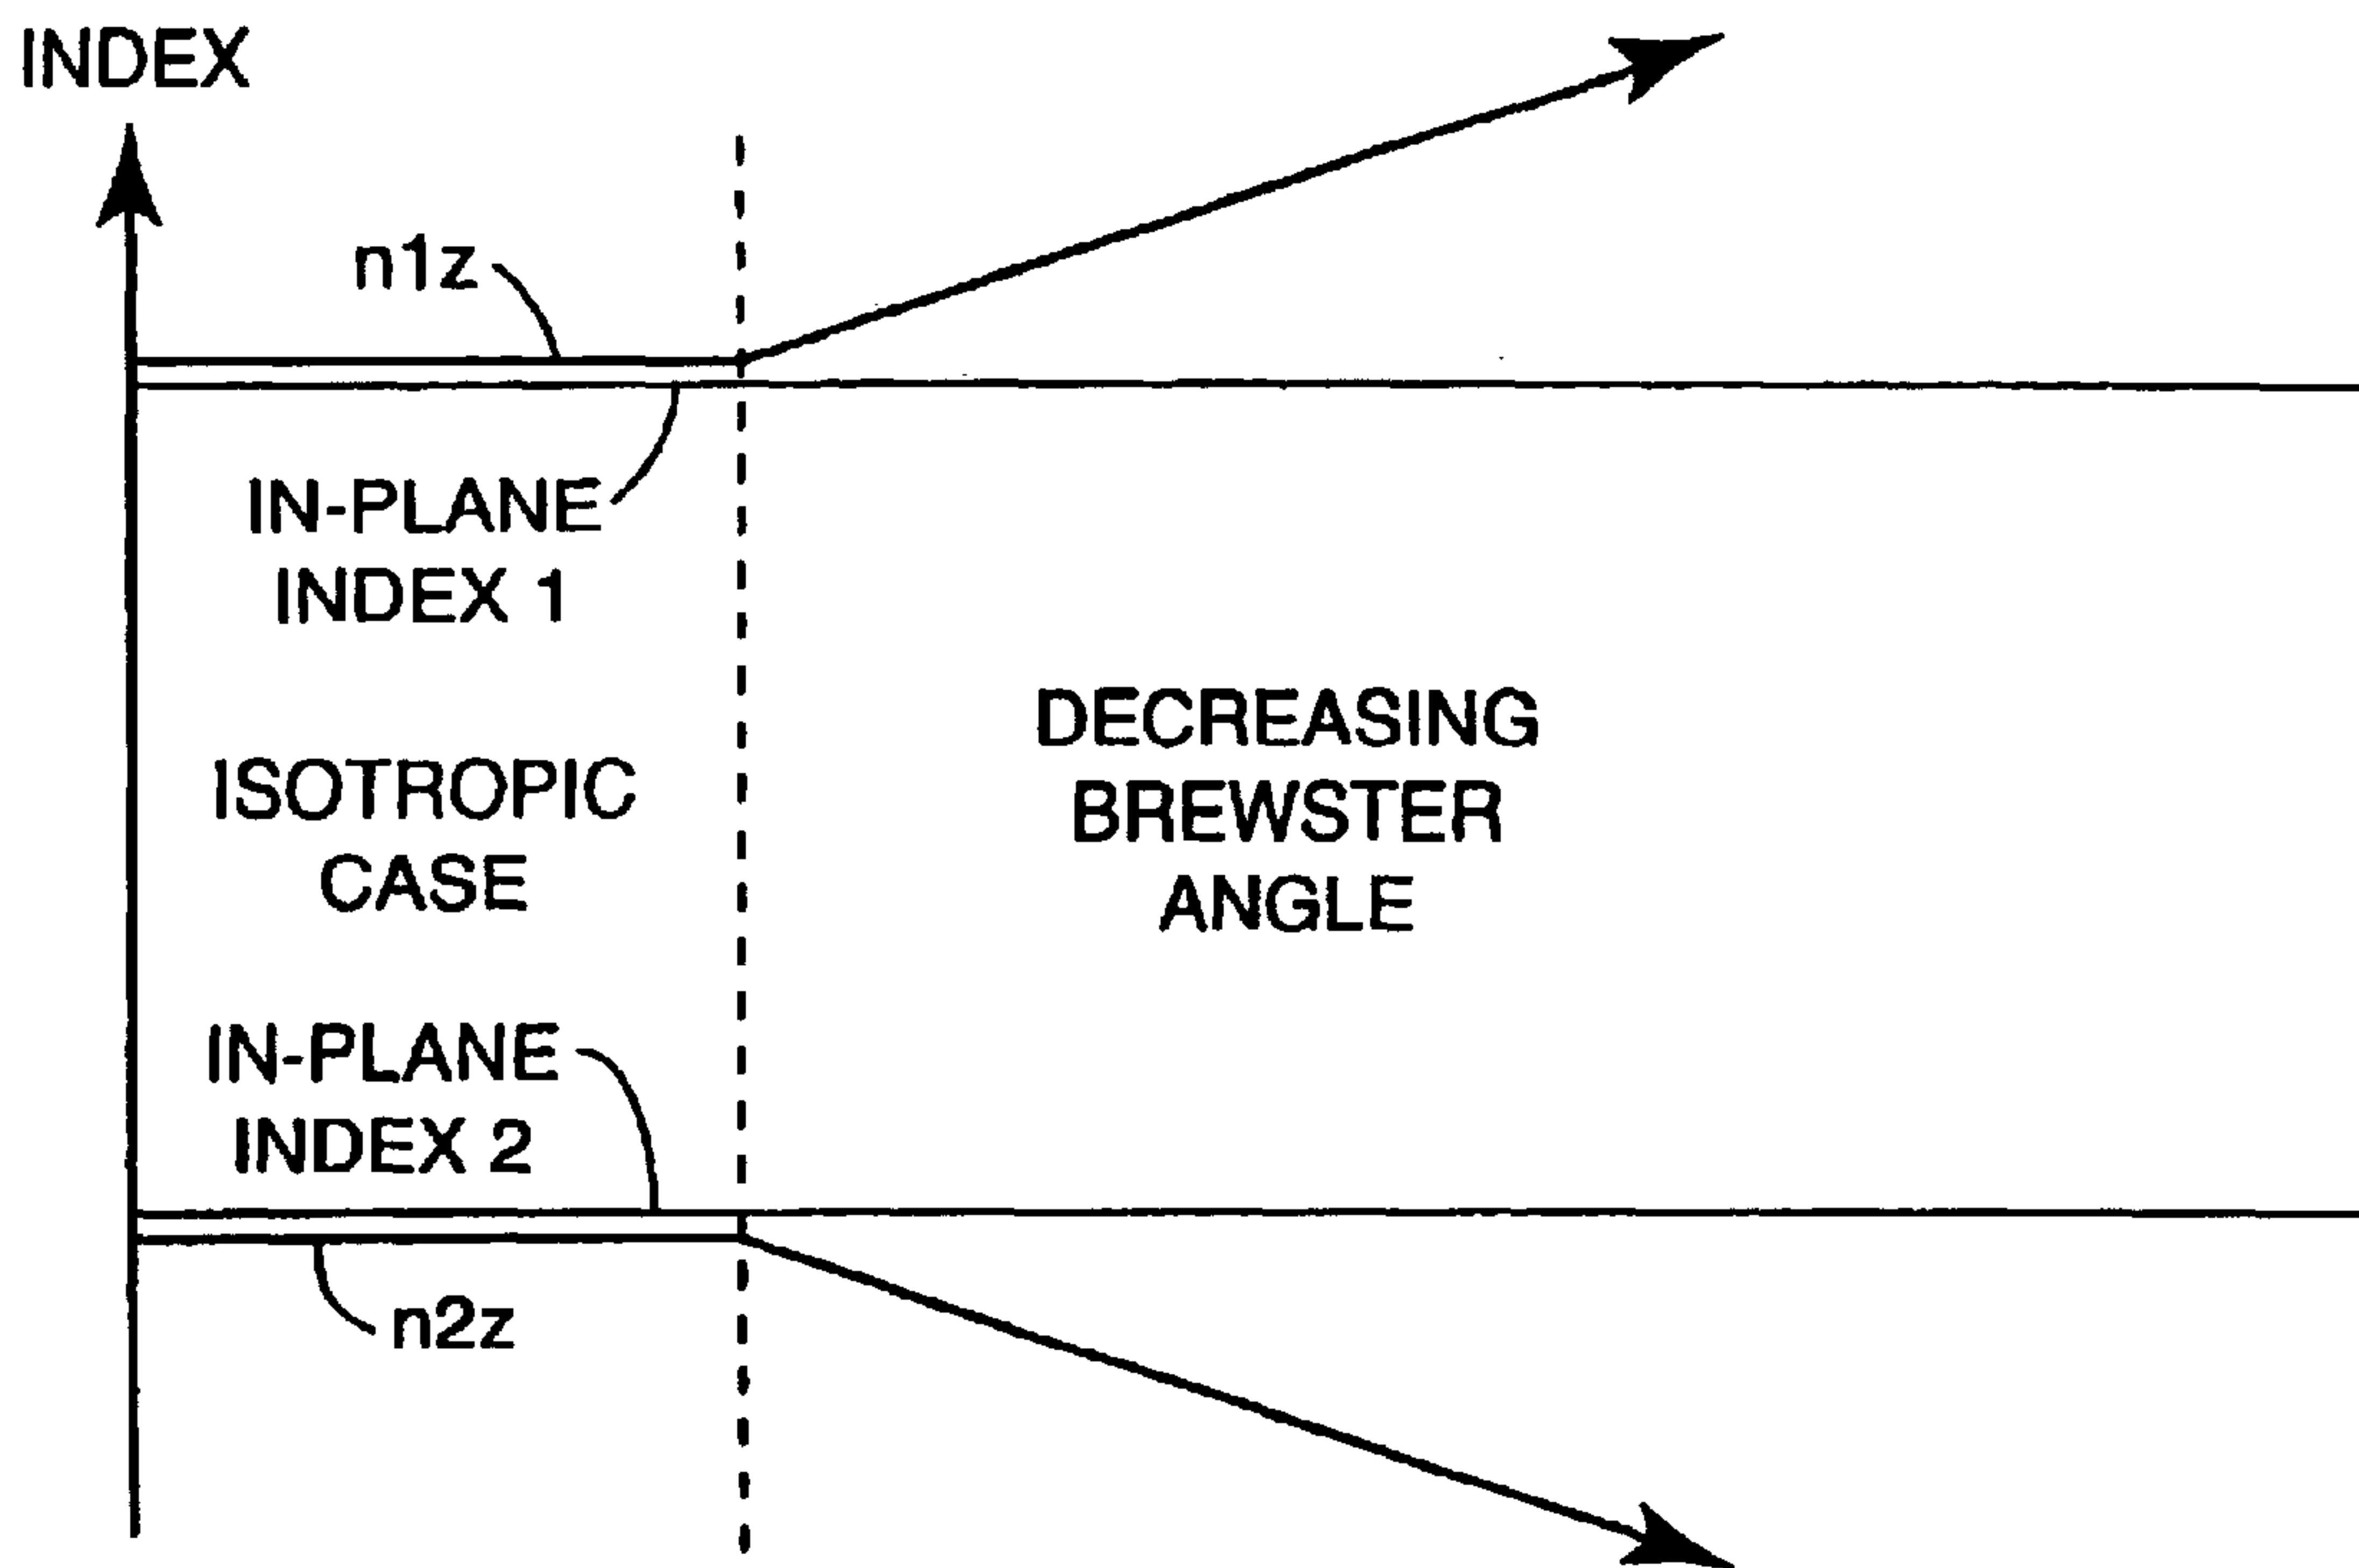 INDEX
n1z
IN-PLANE
INDEX 1
DECREASING
BREWSTER
ANGLE
ISOTROPIC
CASE
IN-PLANE
INDEX 2
n2z